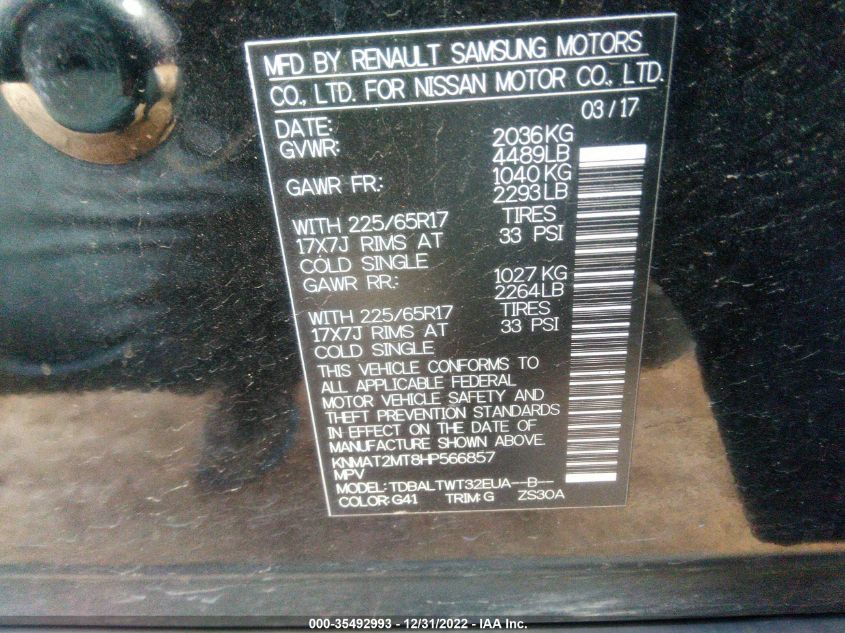 MFD BY RENAULT SAMSUNG MOTORS
CO., LTD. FOR NISSAN MOTOR CO., LTD.
DATE: 03/17
GVWR: 2036KG
4489LB
GAWR FR: 1040 KG
2293LB
WITH 225/65R17 TIRES
17X7J RIMS AT 33 PSI
COLD SINGLE
GAWR RR: 1027 KG
2264LB
WITH 225/65R17 TIRES
17X7J RIMS AT 33 PSI
COLD SINGLE
THIS VEHICLE CONFORMS TO
ALL APPLICABLE FEDERAL
MOTOR VEHICLE SAFETY AND
THEFT PREVENTION STANDARDS
IN EFFECT ON THE DATE OF
MANUFACTURE SHOWN ABOVE.
KNMAT2MT8HP566857
MPV
MODEL: TDBALTWT32EUA--B--
COLOR: G41 TRIM: G ZS30A
000-35492993 - 12/31/2022 - IAA Inc.